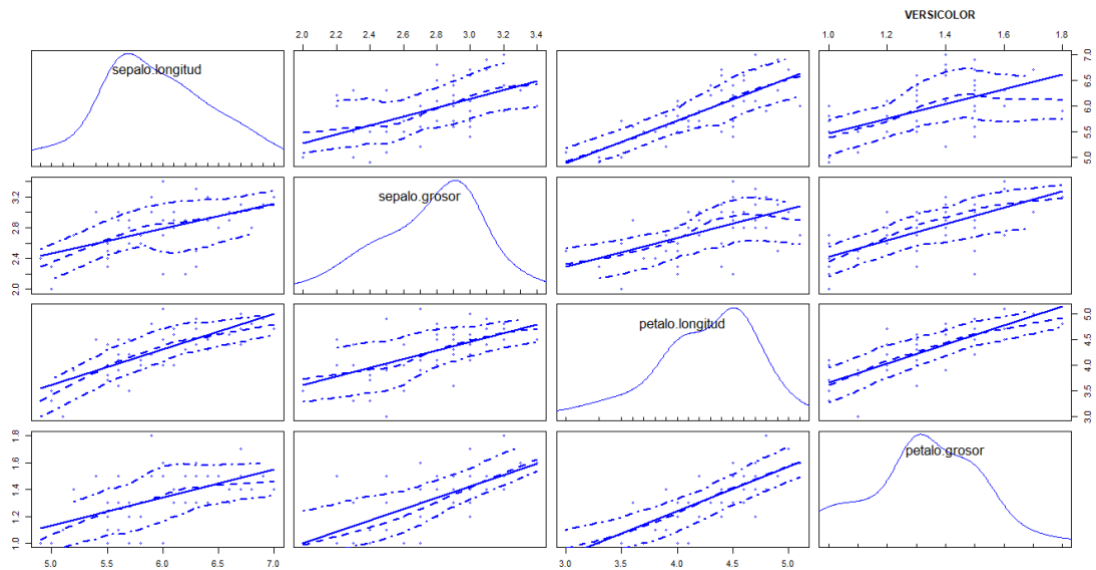 VERSICOLOR
2.0 2.2 2.4 2.6 2.8 3.0 3.2 3.4
1.0 1.2 1.4 1.6 1.8
sepalo.longitud
5.0 5.5 6.0 6.5 7.0
sepalo.grosor
2.0 2.4 2.8 3.2
petalo.longitud
3.0 3.5 4.0 4.5 5.0
petalo.grosor
1.0 1.2 1.4 1.6 1.8
5.0 5.5 6.0 6.5 7.0
3.0 3.5 4.0 4.5 5.0